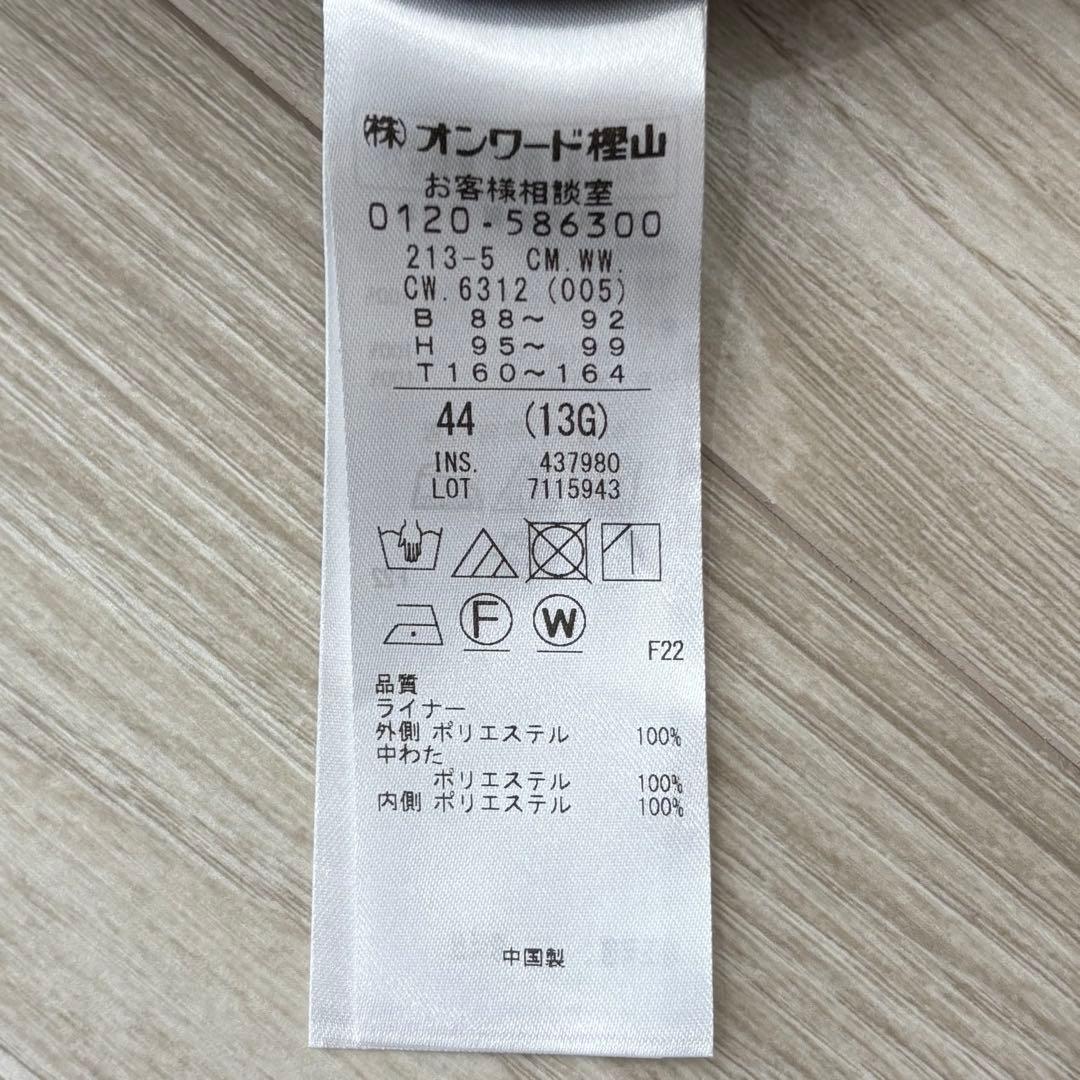 ㈱オンワード樫山
お客様相談室
0120-586300
213-5 CM.WW.
CW.6312(005)
B 88～ 92
H 95～ 99
T160～164
44 (13G)
INS. 437980
LOT 7115943
F W
F22
品質
ライナー
外側 ポリエステル 100%
中わた
ポリエステル 100%
内側 ポリエステル 100%
中国製